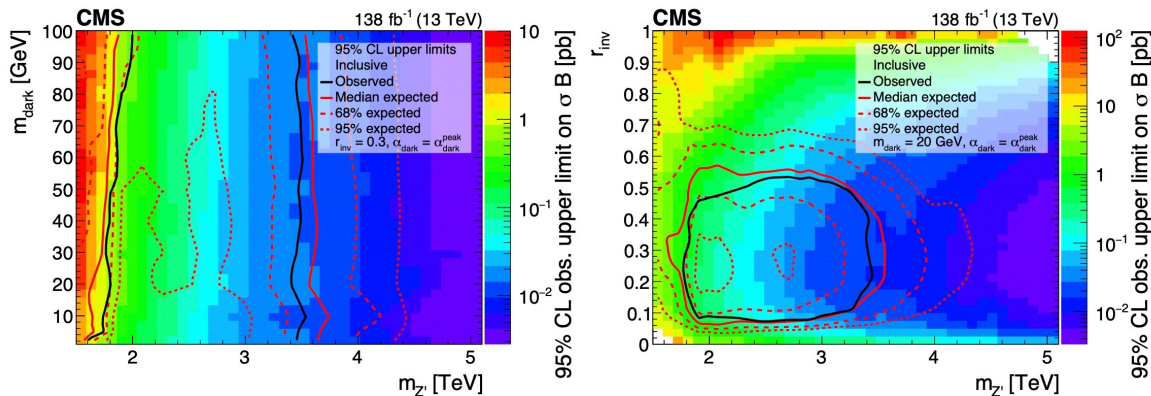 CMS
138 fb⁻¹ (13 TeV)
m_dark [GeV]
100
90
80
70
60
50
40
30
20
10
95% CL upper limits
Inclusive
Observed
Median expected
68% expected
95% expected
r_inv = 0.3, α_dark = α_dark^peak
2
3
4
5
m_Z' [TeV]
10
1
10⁻¹
10⁻²
95% CL obs. upper limit on σ B [pb]
CMS
138 fb⁻¹ (13 TeV)
r_inv
1
0.9
0.8
0.7
0.6
0.5
0.4
0.3
0.2
0.1
0
95% CL upper limits
Inclusive
Observed
Median expected
68% expected
95% expected
m_dark = 20 GeV, α_dark = α_dark^peak
2
3
4
5
m_Z' [TeV]
10²
10
1
10⁻¹
10⁻²
95% CL obs. upper limit on σ B [pb]